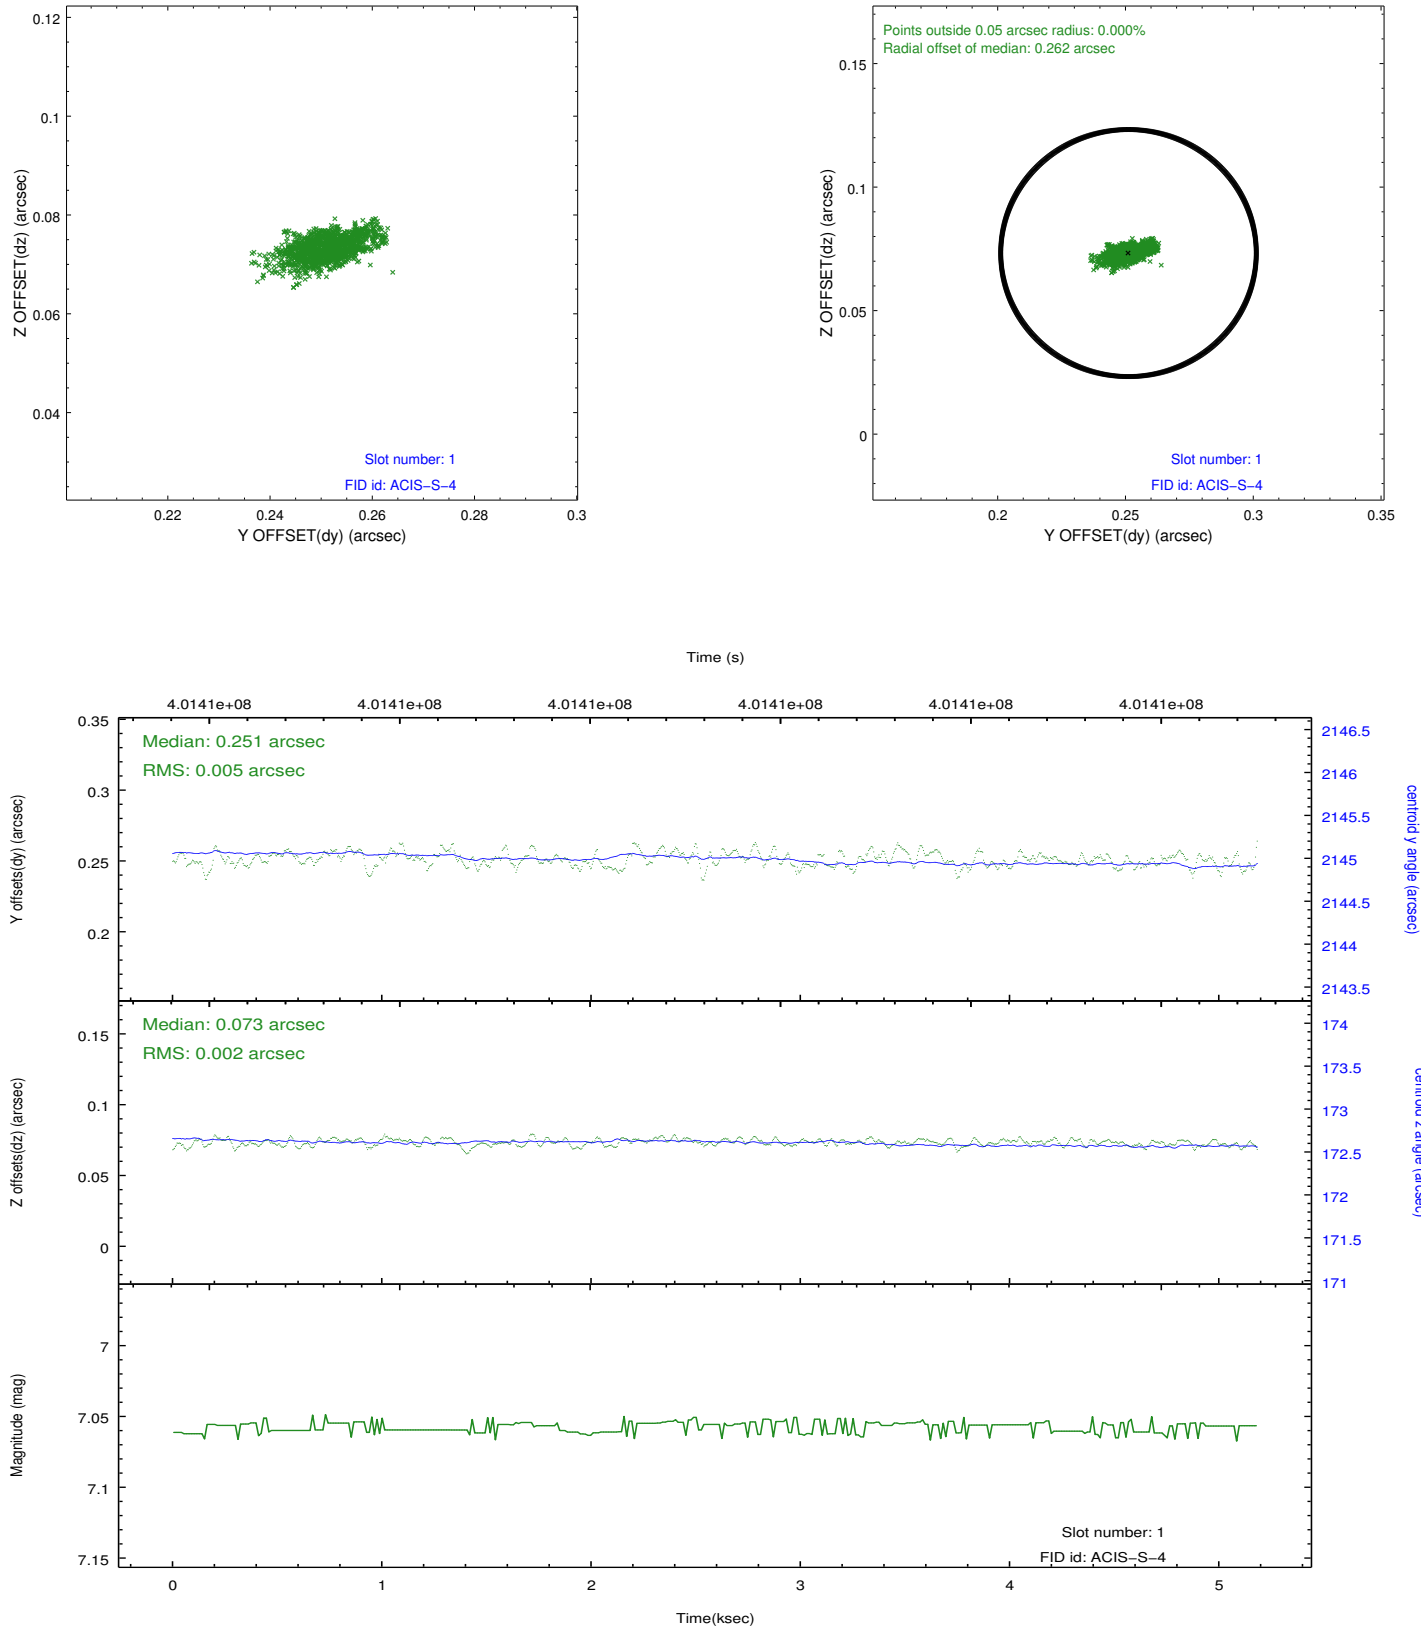 0.12
0.1
0.08
0.06
0.04
Z OFFSET(dz) (arcsec)
Slot number: 1
FID id: ACIS−S−4
0.22 0.24 0.26 0.28 0.3
Y OFFSET(dy) (arcsec)
Points outside 0.05 arcsec radius: 0.000%
Radial offset of median: 0.262 arcsec
0.15
0.1
0.05
0
Z OFFSET(dz) (arcsec)
Slot number: 1
FID id: ACIS−S−4
0.2 0.25 0.3 0.35
Y OFFSET(dy) (arcsec)
Time (s)
4.0141e+08 4.0141e+08 4.0141e+08 4.0141e+08 4.0141e+08 4.0141e+08
Median: 0.251 arcsec
RMS: 0.005 arcsec
0.35
0.3
0.25
0.2
Y offsets(dy) (arcsec)
2146.5
2146
2145.5
2145
2144.5
2144
2143.5
centroid y angle (arcsec)
Median: 0.073 arcsec
RMS: 0.002 arcsec
0.15
0.1
0.05
0
Z offsets(dz) (arcsec)
174
173.5
173
172.5
172
171.5
171
centroid z angle (arcsec)
7
7.05
7.1
7.15
Magnitude (mag)
Slot number: 1
FID id: ACIS−S−4
0 1 2 3 4 5
Time(ksec)